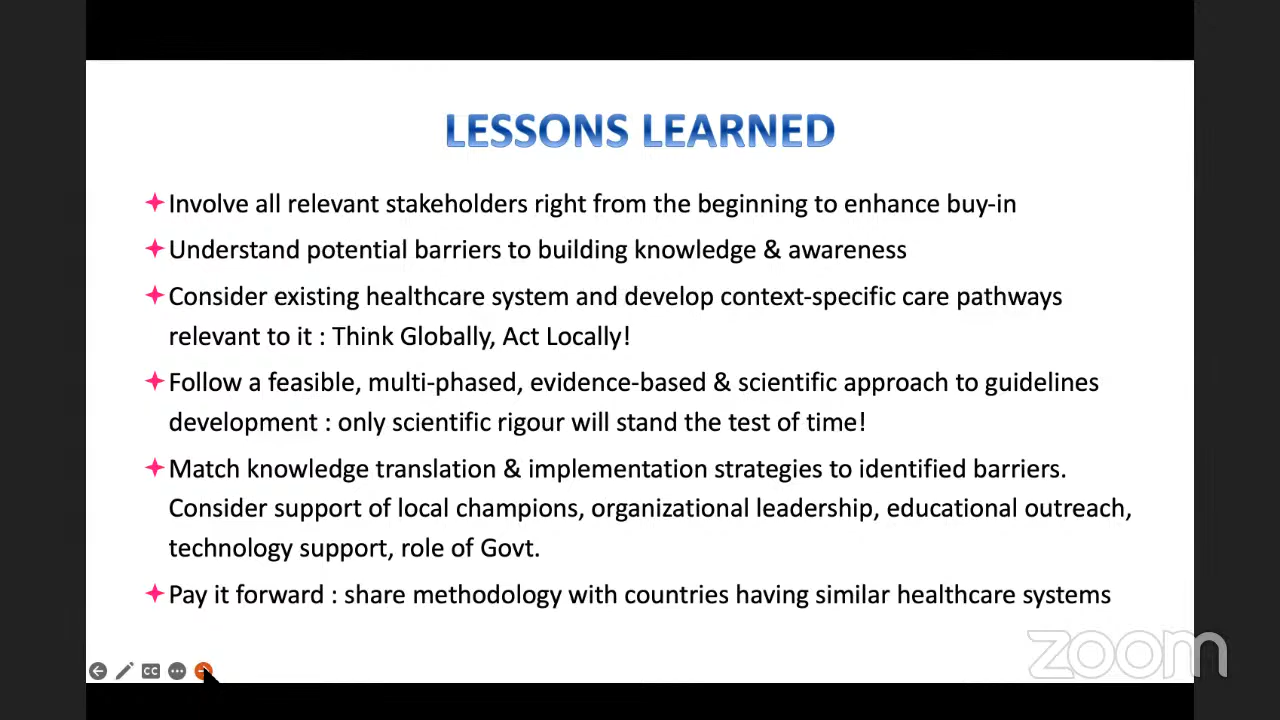 LESSONS LEARNED
Involve all relevant stakeholders right from the beginning to enhance buy-in
Understand potential barriers to building knowledge & awareness
Consider existing healthcare system and develop context-specific care pathways
relevant to it : Think Globally, Act Locally!
Follow a feasible, multi-phased, evidence-based & scientific approach to guidelines
development : only scientific rigour will stand the test of time!
Match knowledge translation & implementation strategies to identified barriers.
Consider support of local champions, organizational leadership, educational outreach,
technology support, role of Govt.
Pay it forward : share methodology with countries having similar healthcare systems
zoom
CC